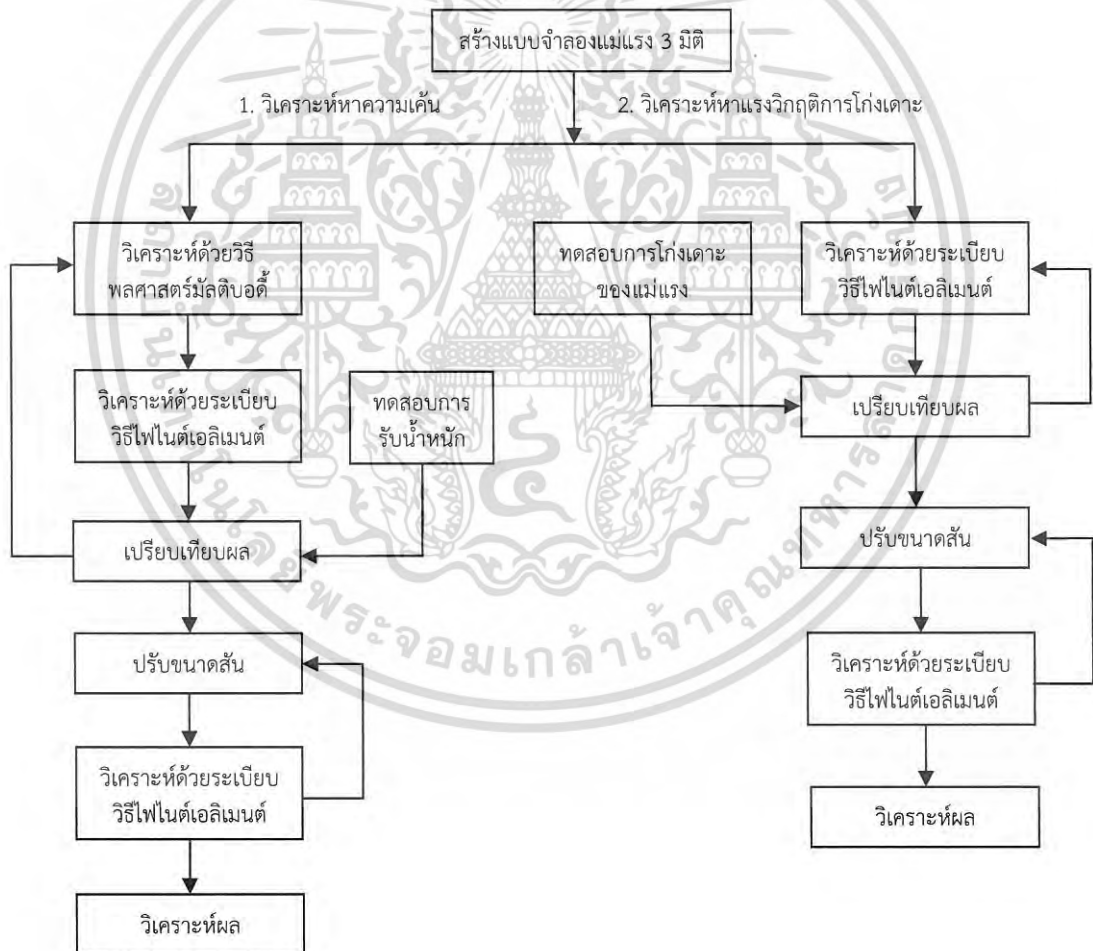 สร้างแบบจำลองแม่แรง 3 มิติ
1. วิเคราะห์หาความเค้น
2. วิเคราะห์หาแรงวิกฤติการโก่งเดาะ
วิเคราะห์ด้วยวิธี
พลศาสตร์มัลติบอดี้
ทดสอบการโก่งเดาะ
ของแม่แรง
วิเคราะห์ด้วยระเบียบ
วิธีไฟไนต์เอลิเมนต์
วิเคราะห์ด้วยระเบียบ
วิธีไฟไนต์เอลิเมนต์
ทดสอบการ
รับน้ำหนัก
เปรียบเทียบผล
เปรียบเทียบผล
ปรับขนาดสัน
ปรับขนาดสัน
วิเคราะห์ด้วยระเบียบ
วิธีไฟไนต์เอลิเมนต์
วิเคราะห์ด้วยระเบียบ
วิธีไฟไนต์เอลิเมนต์
วิเคราะห์ผล
วิเคราะห์ผล
พระจอมเกล้าเจ้าคุณทหารลาดกระบัง